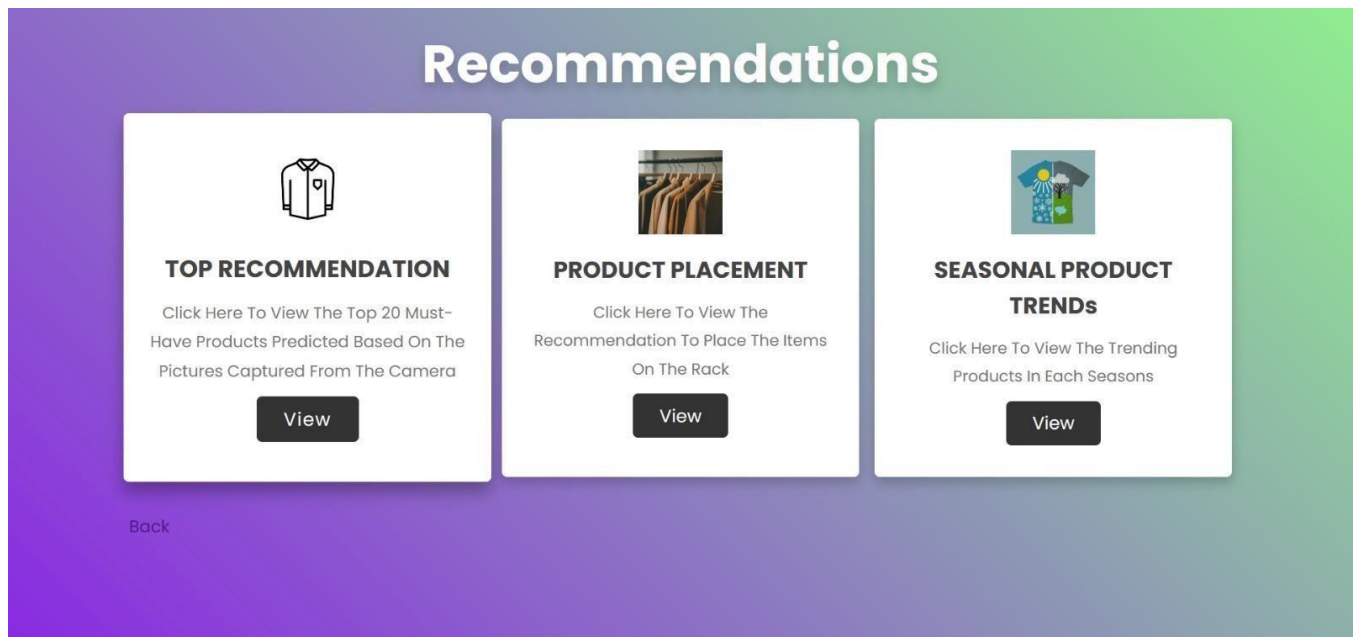 Recommendations
TOP RECOMMENDATION
Click Here To View The Top 20 Must-
Have Products Predicted Based On The
Pictures Captured From The Camera
View
PRODUCT PLACEMENT
Click Here To View The
Recommendation To Place The Items
On The Rack
View
SEASONAL PRODUCT
TRENDs
Click Here To View The Trending
Products In Each Seasons
View
Back